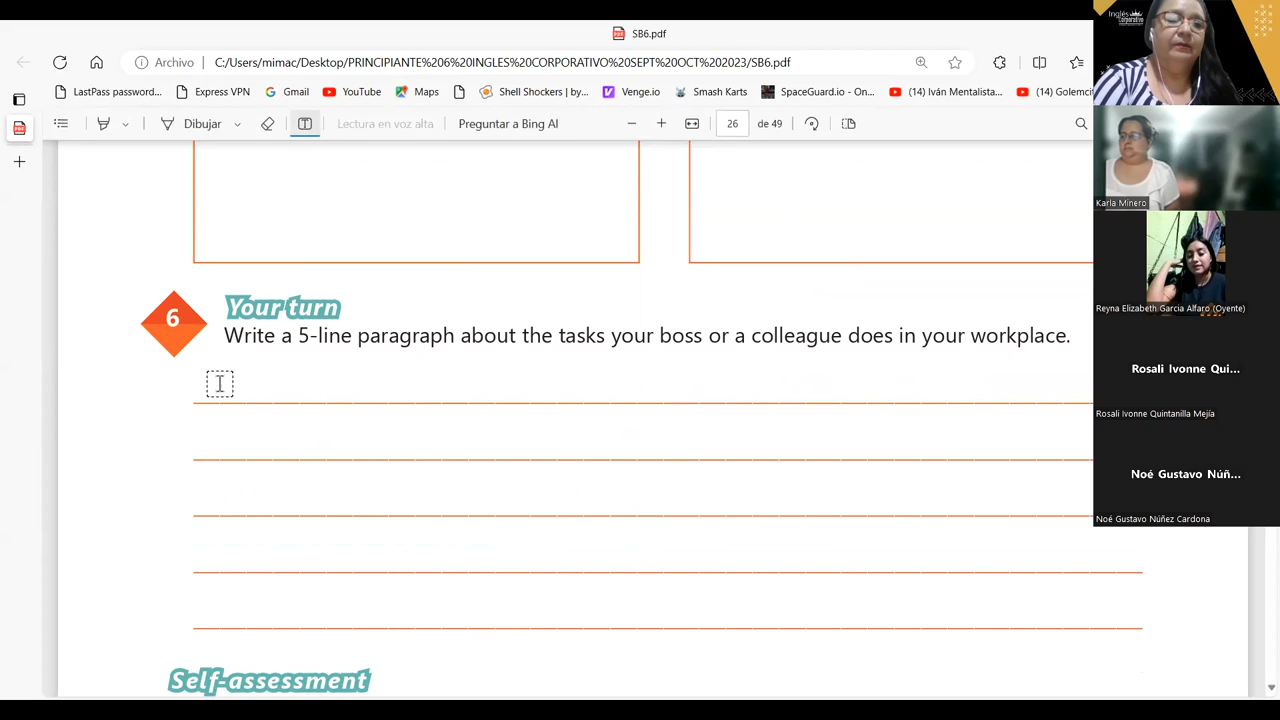 SB6.pdf
Archivo C:/Users/mimac/Desktop/PRINCIPIANTE%206%20INGLES%20CORPORATIVO%20SEPT%20OCT%202023/SB6.pdf
LastPass password... Express VPN Gmail YouTube Maps Shell Shockers | by... Venge.io Smash Karts SpaceGuard.io - On... (14) Iván Mentalista... (14) Golemcit
Dibujar Lectura en voz alta Preguntar a Bing AI 26 de 49
6
Your turn
Write a 5-line paragraph about the tasks your boss or a colleague does in your workplace.
Self-assessment
Inglés
Corporativo
Karla Minero
Reyna Elizabeth Garcia Alfaro (Oyente)
Rosali Ivonne Qui...
Rosali Ivonne Quintanilla Mejía
Noé Gustavo Núñ...
Noé Gustavo Núñez Cardona